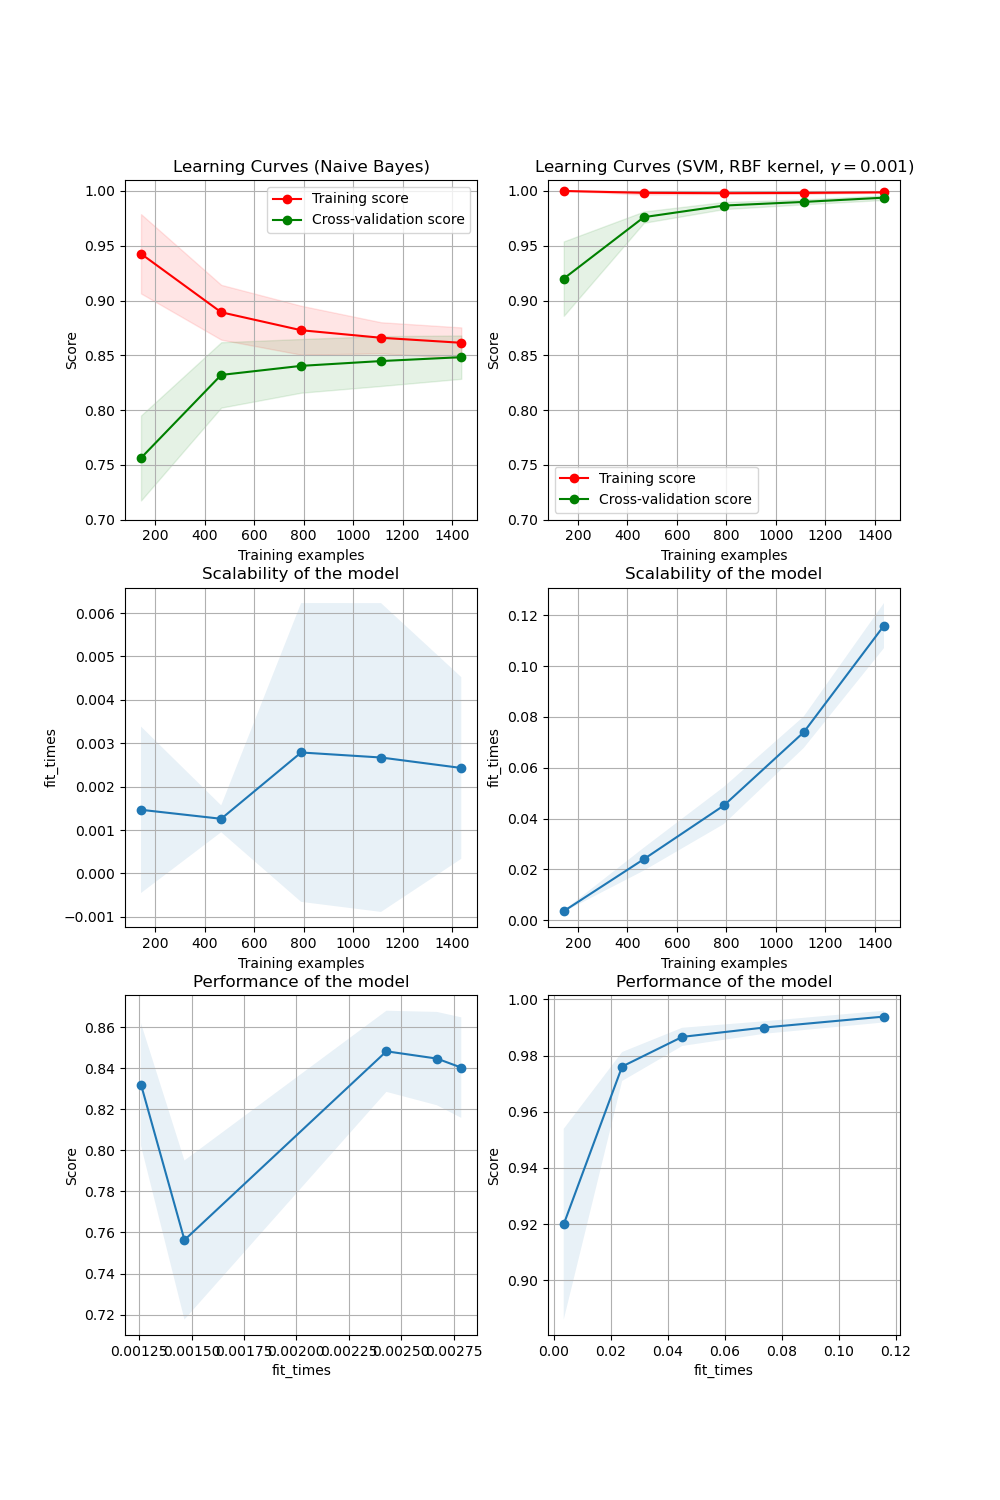 Learning Curves (Naive Bayes)
1.00
0.95
0.90
0.85
0.80
0.75
0.70
Score
Training score
Cross-validation score
200 400 600 800 1000 1200 1400
Training examples
Learning Curves (SVM, RBF kernel, γ = 0.001)
1.00
0.95
0.90
0.85
0.80
0.75
0.70
Score
Training score
Cross-validation score
200 400 600 800 1000 1200 1400
Training examples
Scalability of the model
0.006
0.005
0.004
0.003
0.002
0.001
0.000
−0.001
fit_times
200 400 600 800 1000 1200 1400
Training examples
Scalability of the model
0.12
0.10
0.08
0.06
0.04
0.02
0.00
fit_times
200 400 600 800 1000 1200 1400
Training examples
Performance of the model
0.86
0.84
0.82
0.80
0.78
0.76
0.74
0.72
Score
0.00125 0.00150 0.00175 0.00200 0.00225 0.00250 0.00275
fit_times
Performance of the model
1.00
0.98
0.96
0.94
0.92
0.90
Score
0.00 0.02 0.04 0.06 0.08 0.10 0.12
fit_times